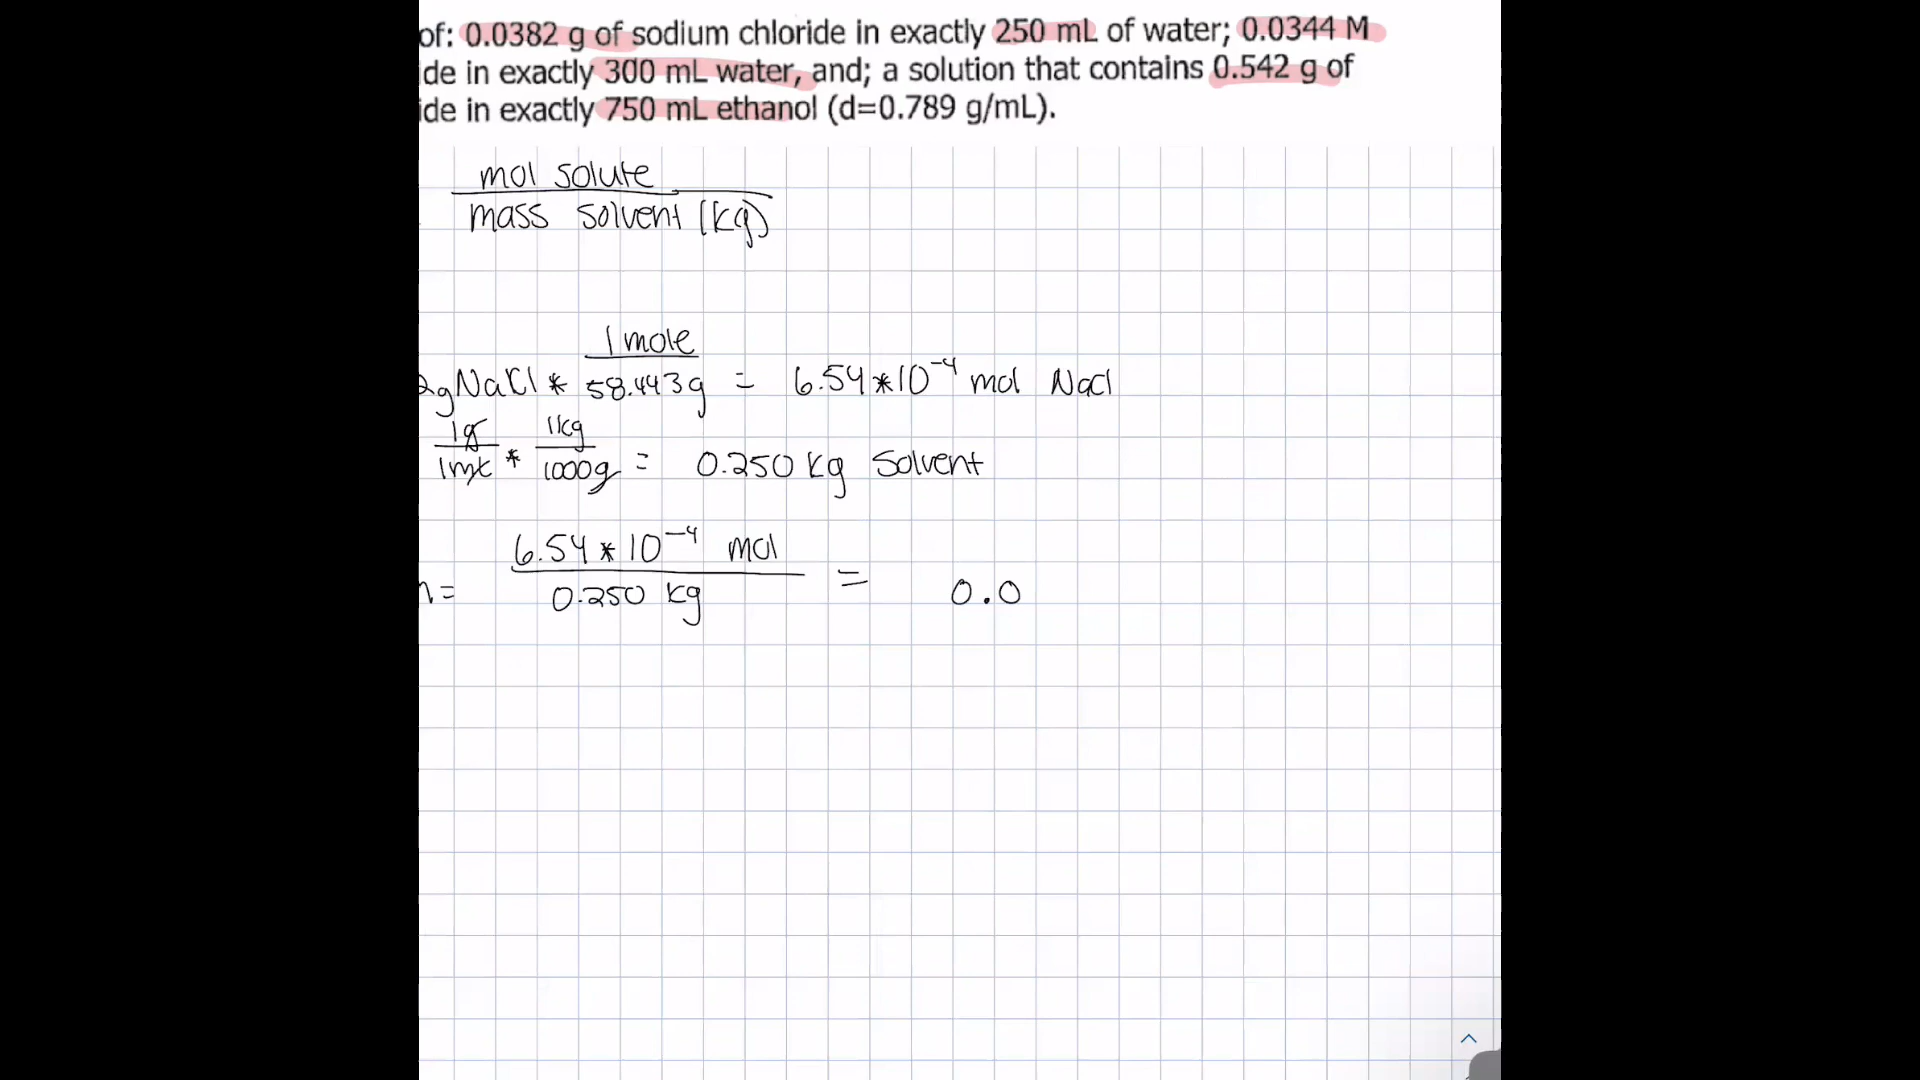 of: 0.0382 g of sodium chloride in exactly 250 mL of water; 0.0344 M
de in exactly 300 mL water, and; a solution that contains 0.542 g of
ide in exactly 750 mL ethanol (d=0.789 g/mL).
mol solute
mass solvent (kg)
1 mole
2g NaCl * 58.443g = 6.54*10⁻⁴ mol NaCl
1g 1kg
1mL * 1000g = 0.250 kg Solvent
6.54*10⁻⁴ mol
= 0.250 kg = 0.0